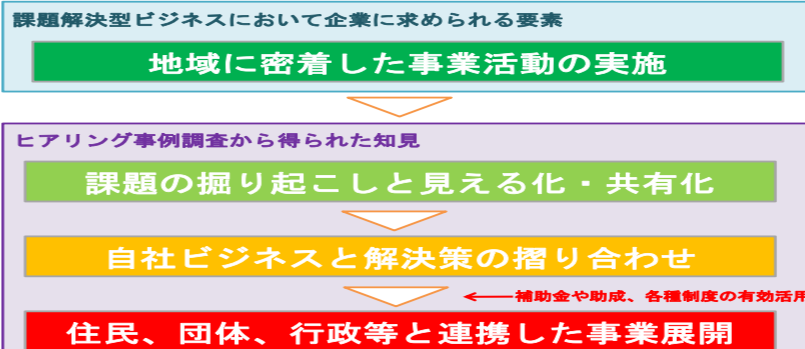 課題解決型ビジネスにおいて企業に求められる要素
地域に密着した事業活動の実施
ヒアリング事例調査から得られた知見
課題の掘り起こしと見える化・共有化
自社ビジネスと解決策の摺り合わせ
補助金や助成、各種制度の有効活用
住民、団体、行政等と連携した事業展開